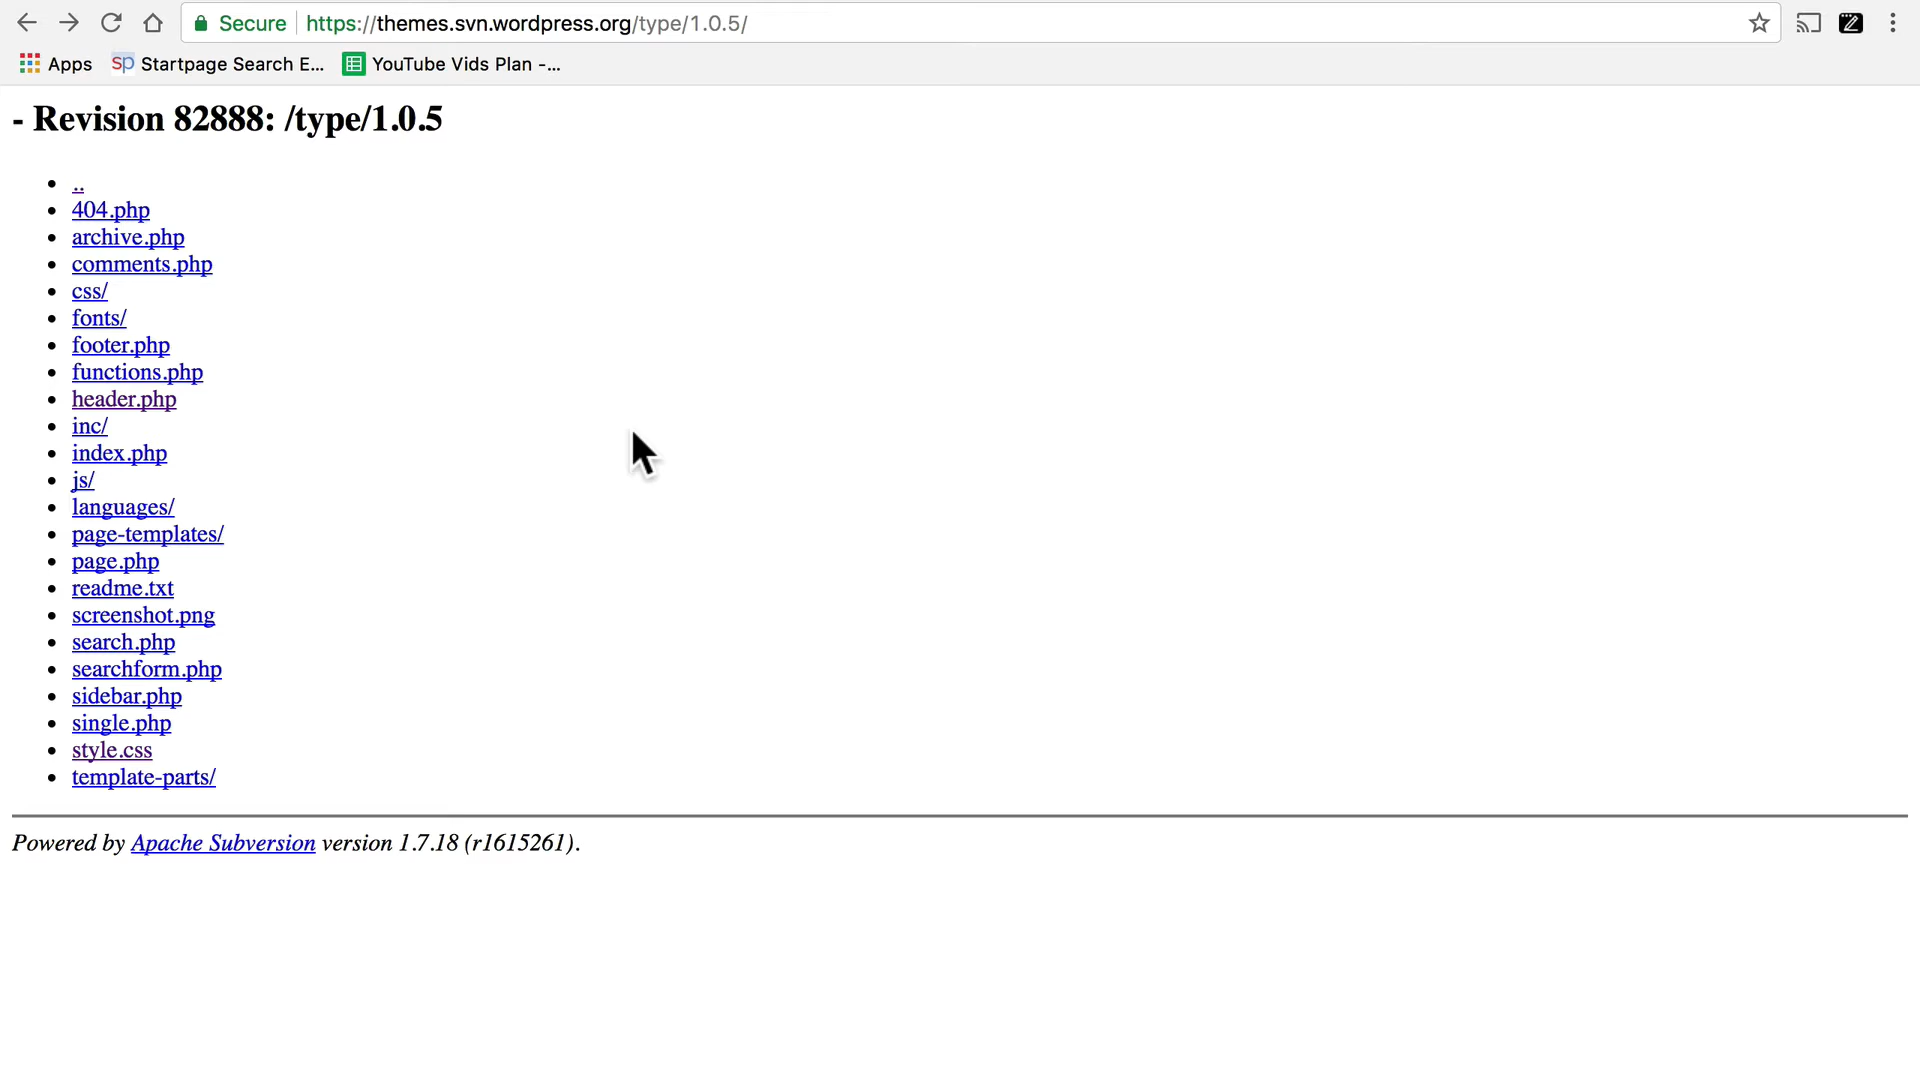 Secure https://themes.svn.wordpress.org/type/1.0.5/
Apps Sp Startpage Search E... YouTube Vids Plan -...
- Revision 82888: /type/1.0.5
..
404.php
archive.php
comments.php
css/
fonts/
footer.php
functions.php
header.php
inc/
index.php
js/
languages/
page-templates/
page.php
readme.txt
screenshot.png
search.php
searchform.php
sidebar.php
single.php
style.css
template-parts/
Powered by Apache Subversion version 1.7.18 (r1615261).